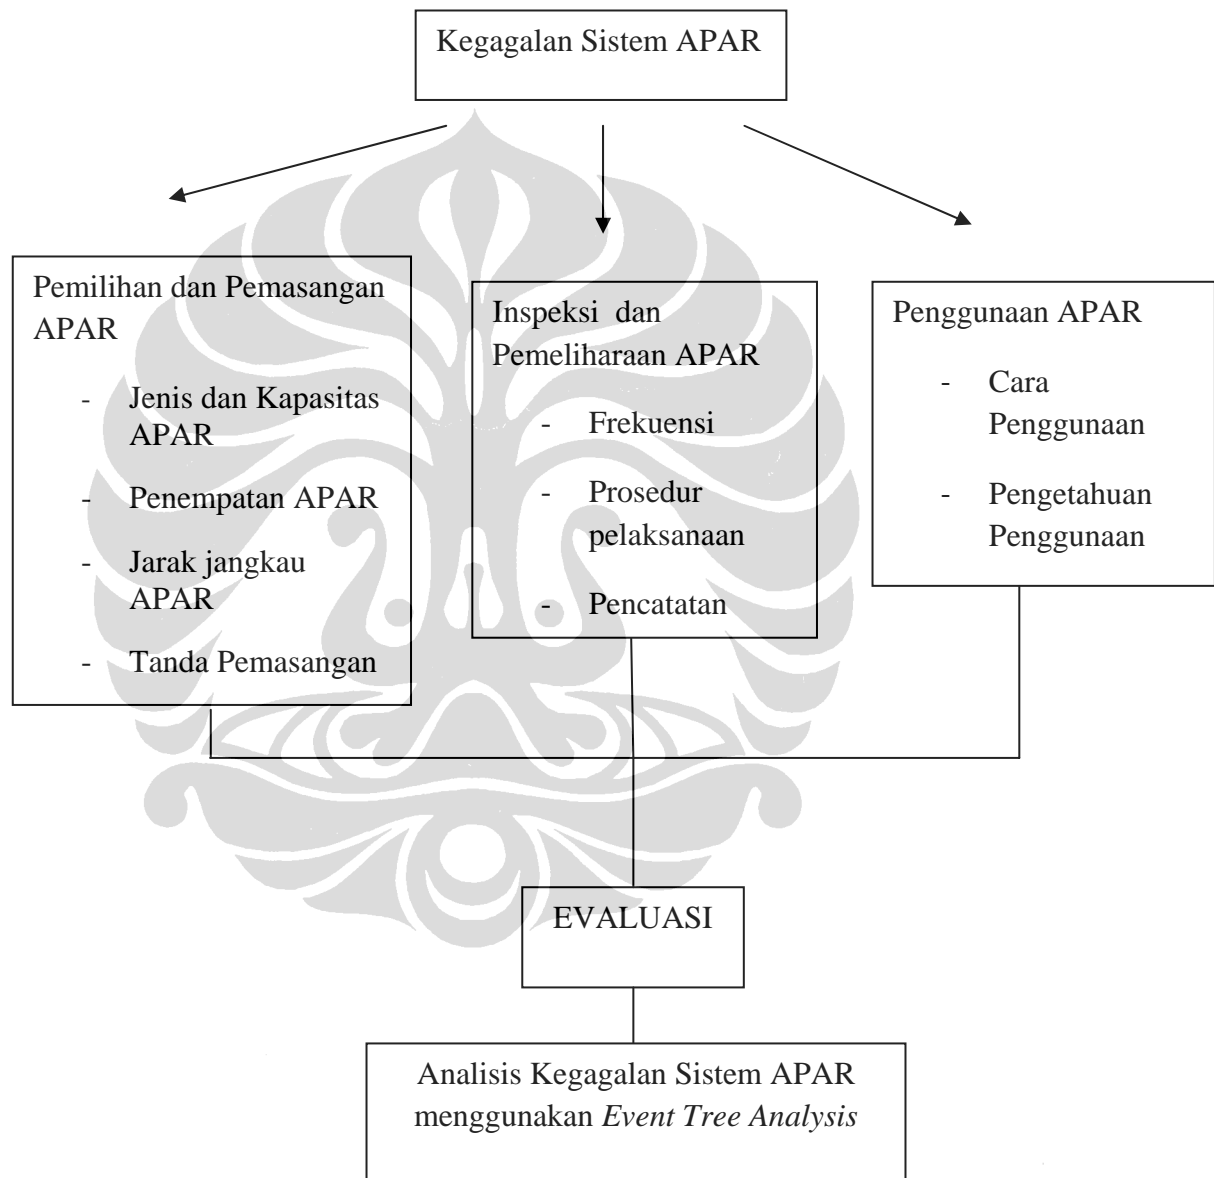 Kegagalan Sistem APAR
Pemilihan dan Pemasangan
APAR
- Jenis dan Kapasitas
APAR
- Penempatan APAR
- Jarak jangkau
APAR
- Tanda Pemasangan
Inspeksi dan
Pemeliharaan APAR
- Frekuensi
- Prosedur
pelaksanaan
- Pencatatan
Penggunaan APAR
- Cara
Penggunaan
- Pengetahuan
Penggunaan
EVALUASI
Analisis Kegagalan Sistem APAR
menggunakan Event Tree Analysis